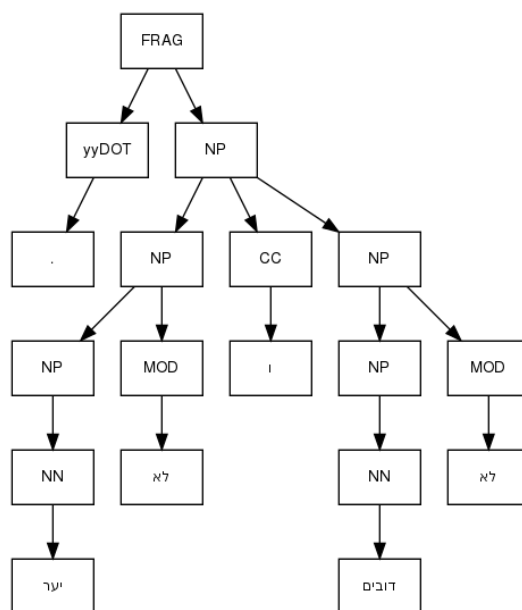 FRAG
yyDOT NP
. NP CC NP
NP MOD ו NP MOD
NN לא NN לא
יער דובים